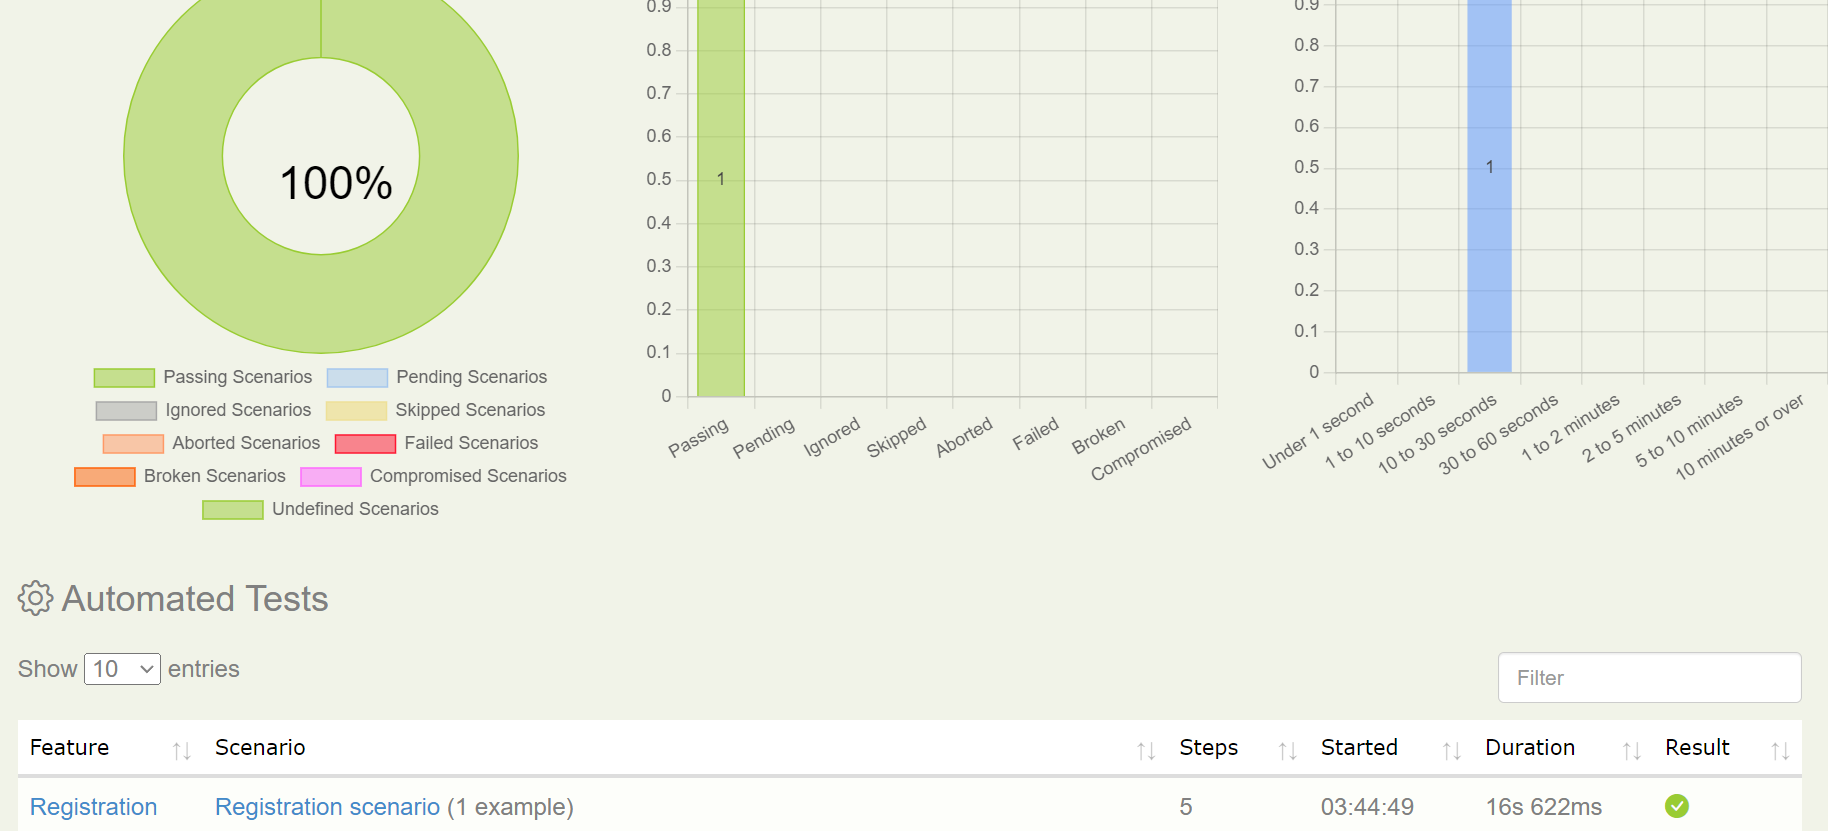 100%
Passing Scenarios
Pending Scenarios
Ignored Scenarios
Skipped Scenarios
Aborted Scenarios
Failed Scenarios
Broken Scenarios
Compromised Scenarios
Undefined Scenarios
0.9
0.8
0.7
0.6
0.5
0.4
0.3
0.2
0.1
0
1
Passing
Pending
Ignored
Skipped
Aborted
Failed
Broken
Compromised
0.9
0.8
0.7
0.6
0.5
0.4
0.3
0.2
0.1
0
1
Under 1 second
1 to 10 seconds
10 to 30 seconds
30 to 60 seconds
1 to 2 minutes
2 to 5 minutes
5 to 10 minutes
10 minutes or over
Automated Tests
Show 10 entries
Filter
Feature Scenario Steps Started Duration Result
Registration Registration scenario (1 example) 5 03:44:49 16s 622ms